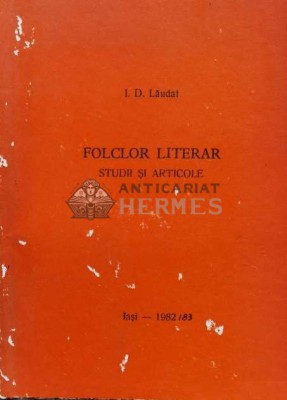 I. D. Lăudat
FOLCLOR LITERAR
STUDII ȘI ARTICOLE
ANTICARIAT
HERMES
Iași — 1982/83